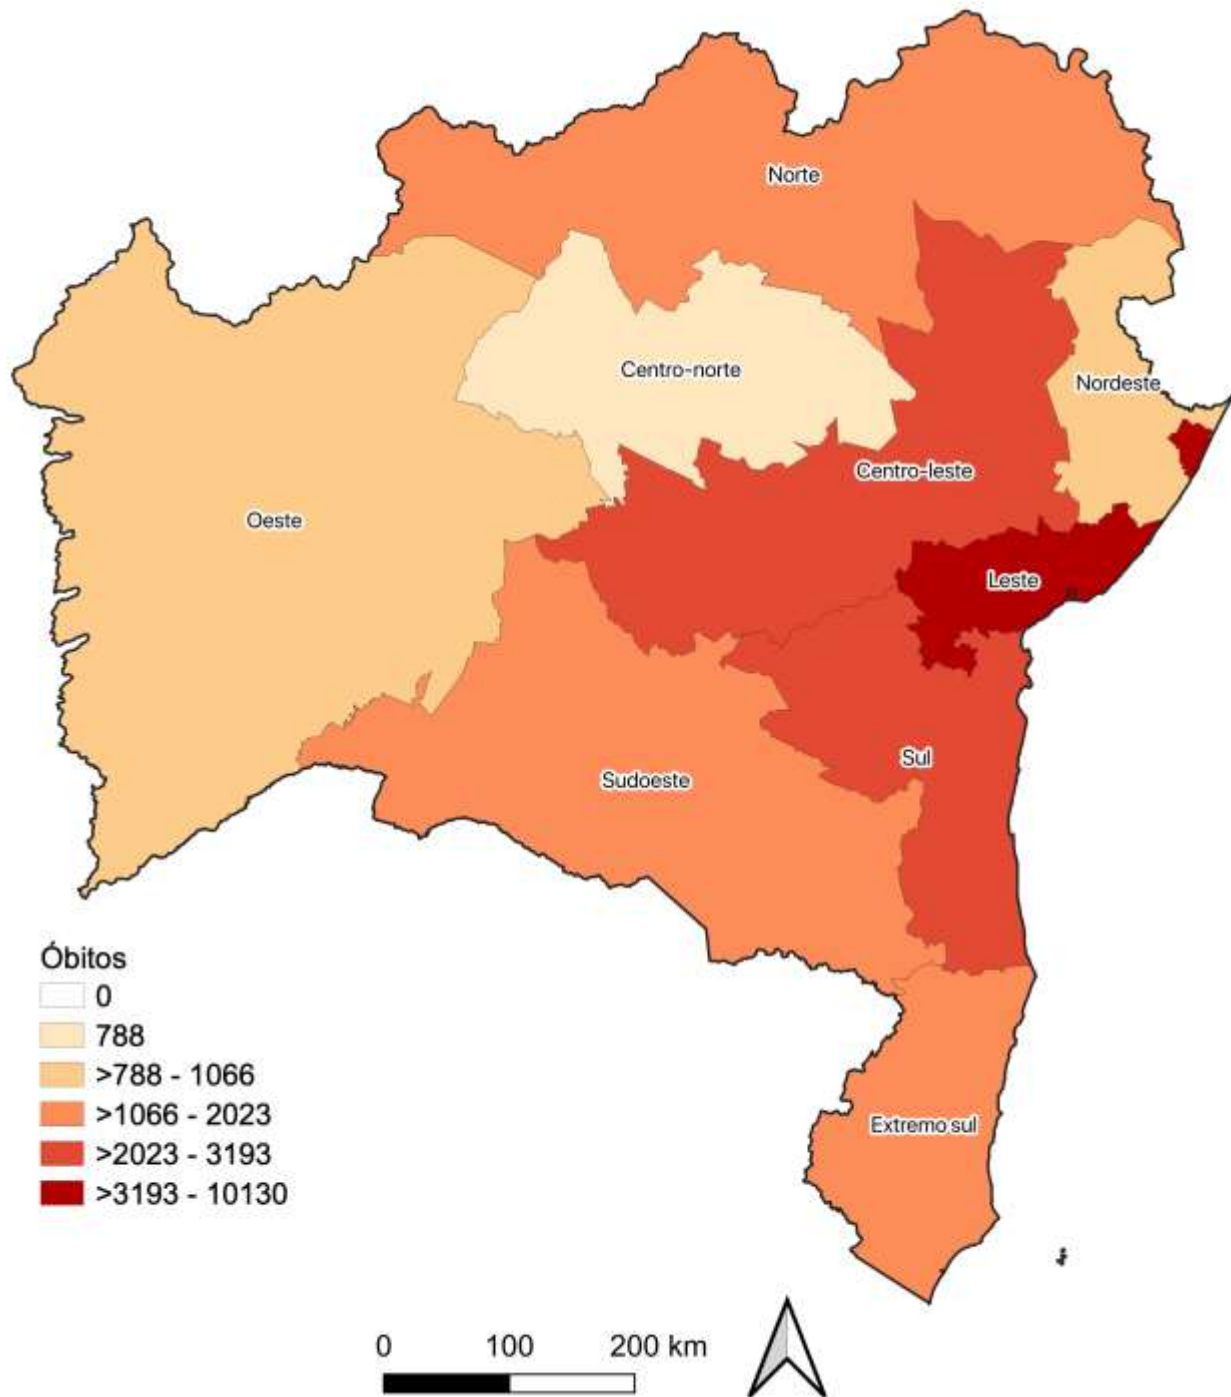 Norte
Centro-norte
Nordeste
Centro-leste
Oeste
Leste
Sul
Sudoeste
Extremo sul
Óbitos
0
788
>788 - 1066
>1066 - 2023
>2023 - 3193
>3193 - 10130
0 100 200 km